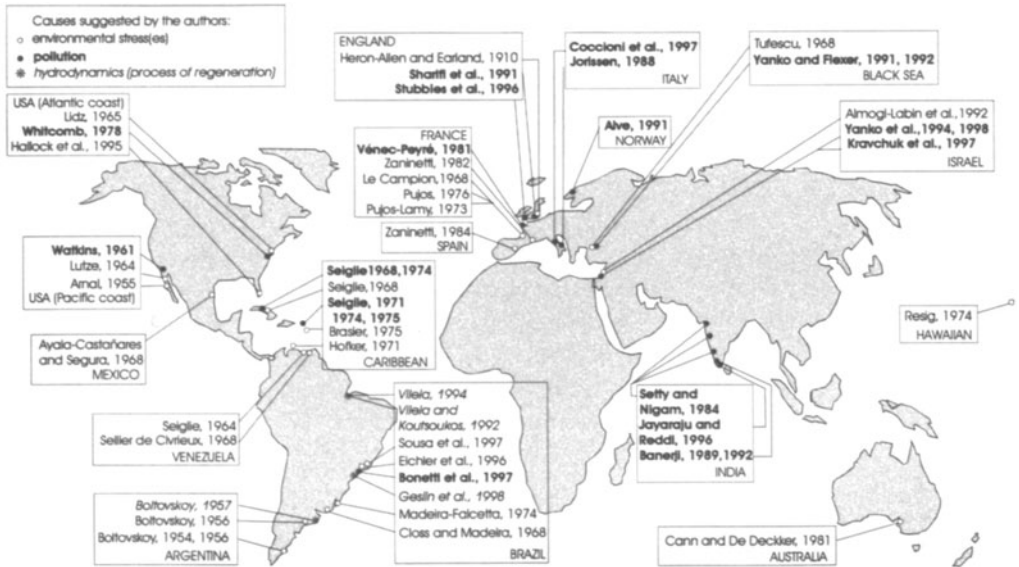 Causes suggested by the authors:
environmental stress(es)
pollution
hydrodynamics (process of regeneration)
USA (Atlantic coast)
Lidz, 1965
Whitcomb, 1978
Hallock et al., 1995
Watkins, 1961
Lutze, 1964
Arnal, 1955
USA (Pacific coast)
Ayala-Castañares
and Segura, 1968
MEXICO
Seiglie, 1964
Seillier de Civrieux, 1968
VENEZUELA
Boltovskoy, 1957
Boltovskoy, 1956
Boltovskoy, 1954, 1956
ARGENTINA
ENGLAND
Heron-Allen and Earland, 1910
Sharifi et al., 1991
Stubbles et al., 1996
FRANCE
Vénec-Peyré, 1981
Zaninetti, 1982
Le Campion,1968
Pujos, 1976
Pujos-Lamy, 1973
Zaninetti, 1984
SPAIN
Seiglie1968,1974
Seiglie,1968
Seiglie, 1971
1974, 1975
Brasier, 1975
Hofker, 1971
CARIBBEAN
Vilela, 1994
Vilela and
Koutsoukos, 1992
Sousa et al., 1997
Eichler et al., 1996
Bonetti et al., 1997
Geslin et al., 1998
Madeira-Falcetta, 1974
Closs and Madeira, 1968
BRAZIL
Coccioni et al., 1997
Jorissen, 1988
ITALY
Alve, 1991
NORWAY
Tufescu, 1968
Yanko and Flexer, 1991, 1992
BLACK SEA
Almogi-Labin et al.,1992
Yanko et al.,1994, 1998
Kravchuk et al., 1997
ISRAEL
Resig, 1974
HAWAIIAN
Setty and
Nigam, 1984
Jayaraju and
Reddi, 1996
Banerji, 1989,1992
INDIA
Cann and De Deckker, 1981
AUSTRALIA